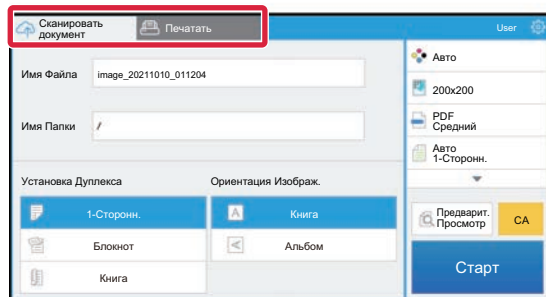 Сканировать
документ
Печатать
User
Имя Файла
image_20211010_011204
Имя Папки
/
Установка Дуплекса
Ориентация Изображ.
1-Сторонн.
Книга
Блокнот
Альбом
Книга
Авто
200x200
PDF
Средний
Авто
1-Сторонн.
Предварит.
Просмотр
CA
Старт